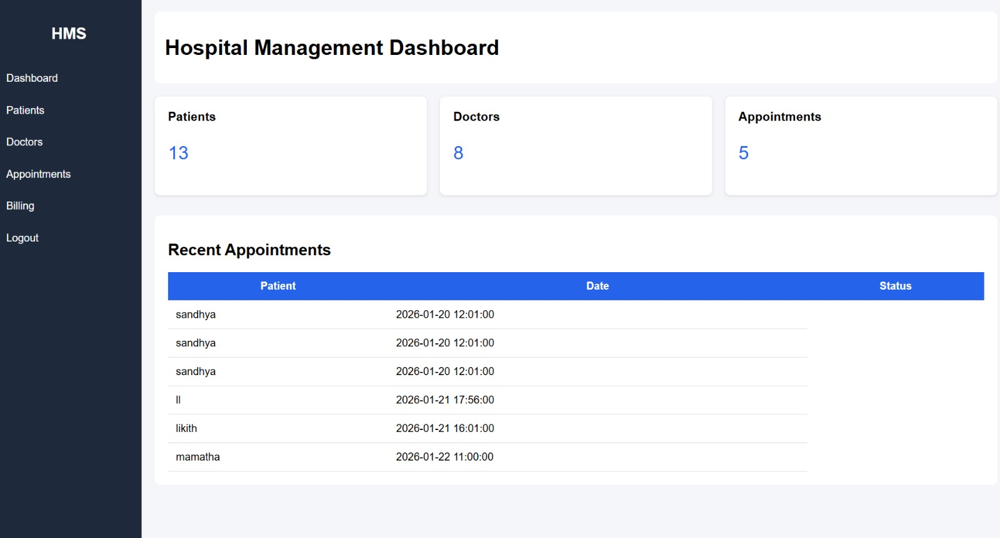 HMS
Dashboard
Patients
Doctors
Appointments
Billing
Logout
Hospital Management Dashboard
Patients
13
Doctors
8
Appointments
5
Recent Appointments
Patient Date Status
sandhya 2026-01-20 12:01:00
sandhya 2026-01-20 12:01:00
sandhya 2026-01-20 12:01:00
ll 2026-01-21 17:56:00
likith 2026-01-21 16:01:00
mamatha 2026-01-22 11:00:00